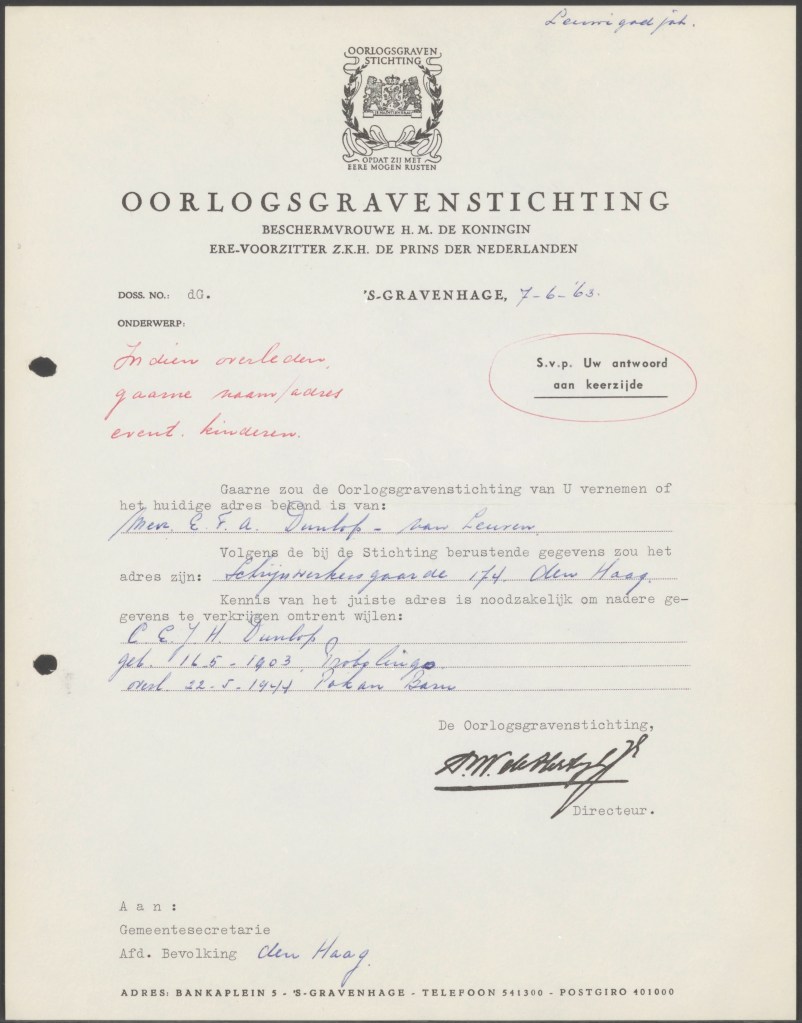 OORLOGSGRAVEN
STICHTING
OPDAT ZIJ MET
EERE MOGEN RUSTEN
OORLOGSGRAVENSTICHTING
BESCHERMVROUWE H. M. DE KONINGIN
ERE-VOORZITTER Z.K.H. DE PRINS DER NEDERLANDEN
DOSS. NO.: dG. 'S-GRAVENHAGE, 7-6-'63.
ONDERWERP:
Indien overleden,
gaarne naam/adres
event. kinderen.
S.v.p. Uw antwoord
aan keerzijde
Gaarne zou de Oorlogsgravenstichting van U vernemen of
het huidige adres bekend is van:
Mevr. E. F. A. Dunlop - van Leuven
Volgens de bij de Stichting berustende gegevens zou het
adres zijn: Schrijnwerkersgaarde 174. den Haag.
Kennis van het juiste adres is noodzakelijk om nadere ge-
gevens te verkrijgen omtrent wijlen:
C. E. J. H. Dunlop
geb. 16-5-1903 Probolinggo.
overl. 22-5-1944 Pakan Baru
De Oorlogsgravenstichting,
Directeur.
Aan:
Gemeentesecretarie
Afd. Bevolking den Haag
ADRES: BANKAPLEIN 5 - 'S-GRAVENHAGE - TELEFOON 541300 - POSTGIRO 401000